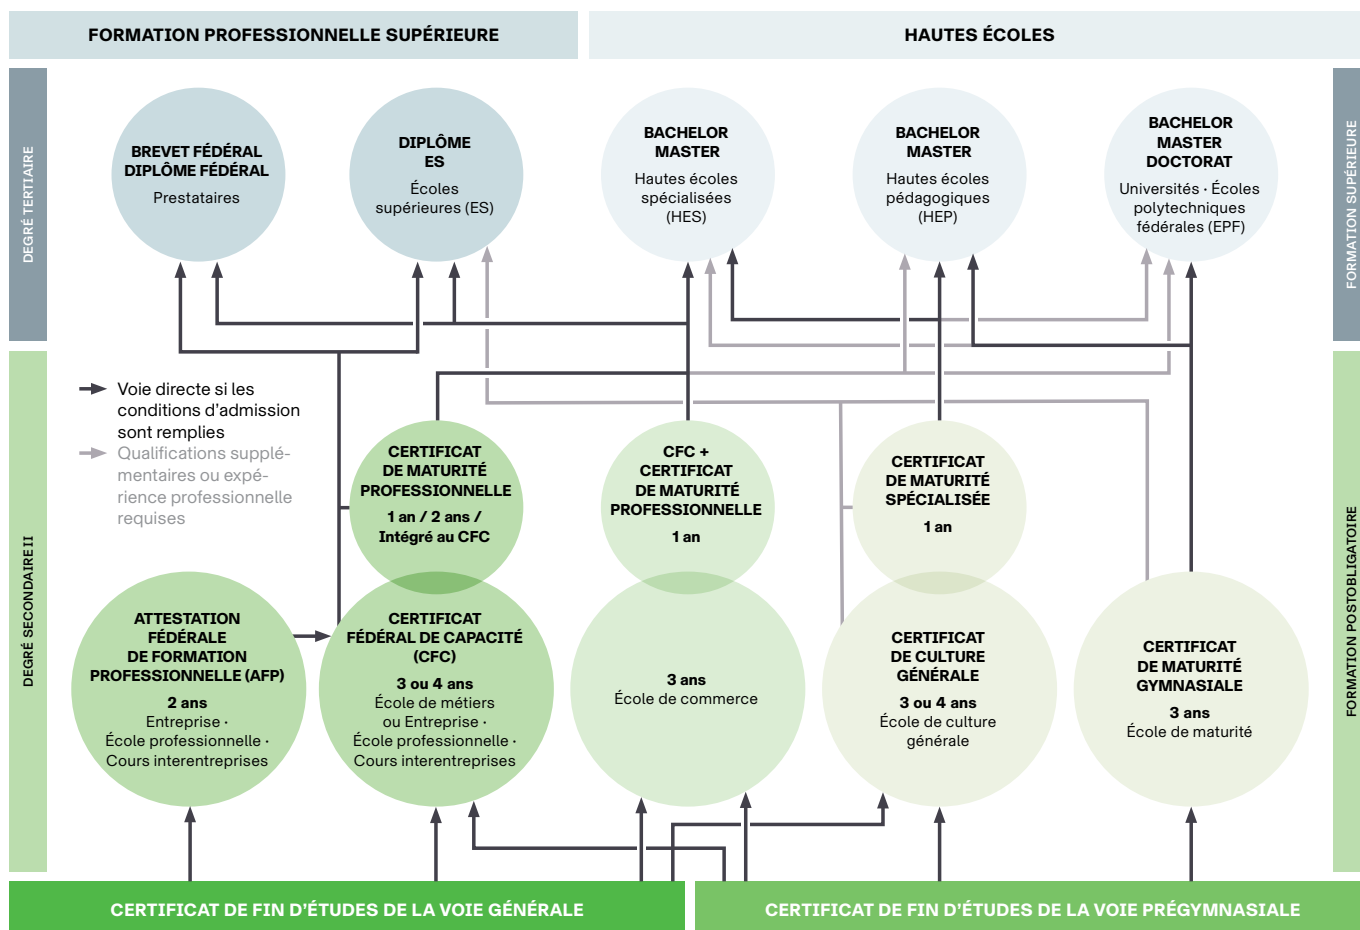 FORMATION PROFESSIONNELLE SUPÉRIEURE
HAUTES ÉCOLES
DEGRÉ TERTIAIRE
FORMATION SUPÉRIEURE
BREVET FÉDÉRAL
DIPLÔME FÉDÉRAL
Prestataires
DIPLÔME
ES
Écoles
supérieures (ES)
BACHELOR
MASTER
Hautes écoles
spécialisées
(HES)
BACHELOR
MASTER
Hautes écoles
pédagogiques
(HEP)
BACHELOR
MASTER
DOCTORAT
Universités · Écoles
polytechniques
fédérales (EPF)
Voie directe si les
conditions d’admission
sont remplies
Qualifications supplé-
mentaires ou expé-
rience professionnelle
requises
DEGRÉ SECONDAIRE II
FORMATION POSTOBLIGATOIRE
CERTIFICAT
DE MATURITÉ
PROFESSIONNELLE
1 an / 2 ans /
Intégré au CFC
CFC +
CERTIFICAT
DE MATURITÉ
PROFESSIONNELLE
1 an
CERTIFICAT
DE MATURITÉ
SPÉCIALISÉE
1 an
ATTESTATION
FÉDÉRALE
DE FORMATION
PROFESSIONNELLE (AFP)
2 ans
Entreprise ·
École professionnelle ·
Cours interentreprises
CERTIFICAT
FÉDÉRAL DE CAPACITÉ
(CFC)
3 ou 4 ans
École de métiers
ou Entreprise ·
École professionnelle ·
Cours interentreprises
3 ans
École de commerce
CERTIFICAT
DE CULTURE
GÉNÉRALE
3 ou 4 ans
École de culture
générale
CERTIFICAT
DE MATURITÉ
GYMNASIALE
3 ans
École de maturité
CERTIFICAT DE FIN D’ÉTUDES DE LA VOIE GÉNÉRALE
CERTIFICAT DE FIN D’ÉTUDES DE LA VOIE PRÉGYMNASIALE